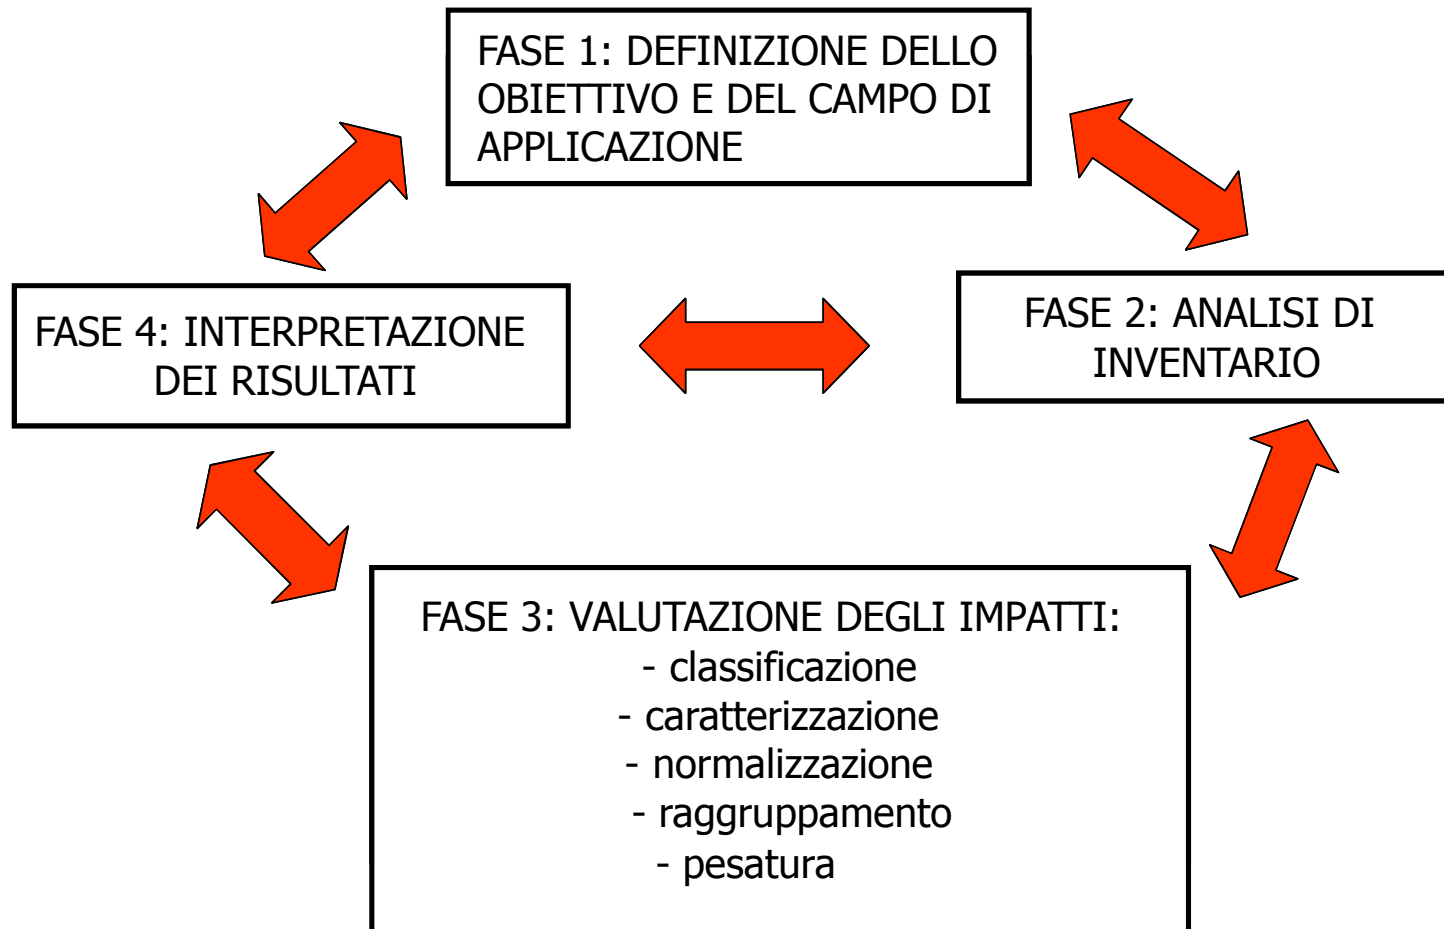 FASE 1: DEFINIZIONE DELLO
OBIETTIVO E DEL CAMPO DI
APPLICAZIONE
FASE 4: INTERPRETAZIONE
DEI RISULTATI
FASE 2: ANALISI DI
INVENTARIO
FASE 3: VALUTAZIONE DEGLI IMPATTI:
- classificazione
- caratterizzazione
- normalizzazione
- raggruppamento
- pesatura